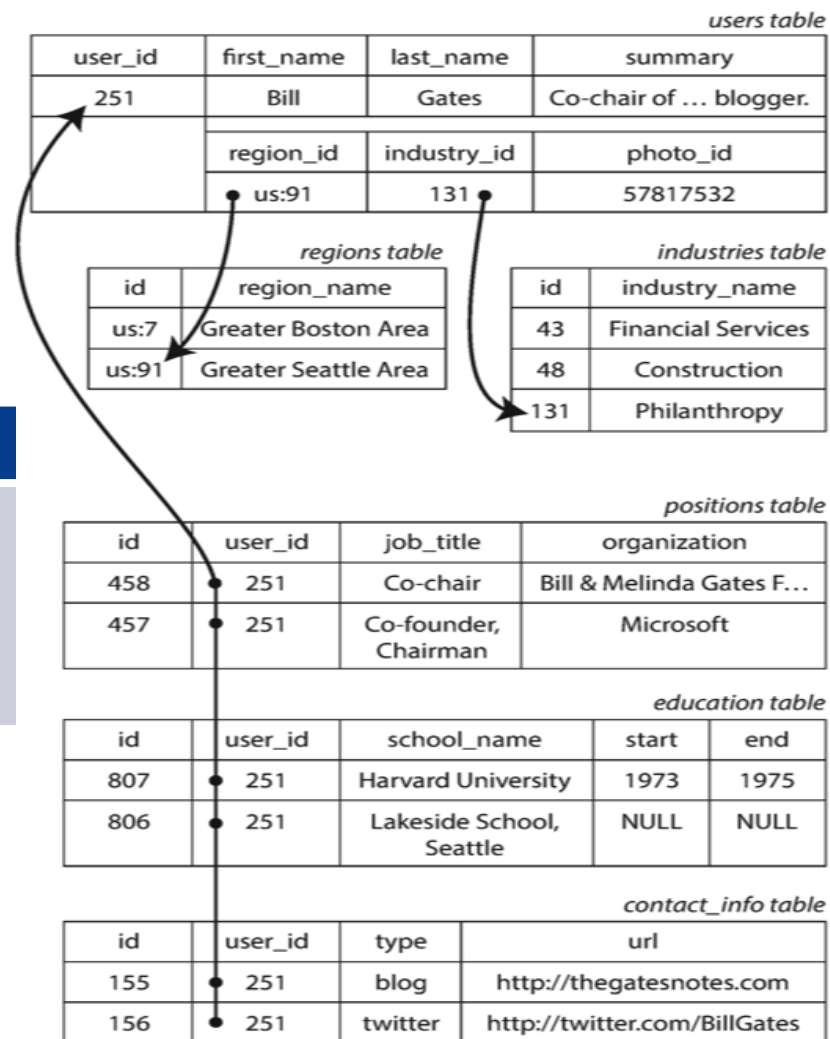 users table
user_id first_name last_name summary
251 Bill Gates Co-chair of … blogger.
region_id industry_id photo_id
us:91 131 57817532
regions table
id region_name
us:7 Greater Boston Area
us:91 Greater Seattle Area
industries table
id industry_name
43 Financial Services
48 Construction
131 Philanthropy
positions table
id user_id job_title organization
458 251 Co-chair Bill & Melinda Gates F…
457 251 Co-founder, Microsoft
Chairman
education table
id user_id school_name start end
807 251 Harvard University 1973 1975
806 251 Lakeside School, NULL NULL
Seattle
contact_info table
id user_id type url
155 251 blog http://thegatesnotes.com
156 251 twitter http://twitter.com/BillGates